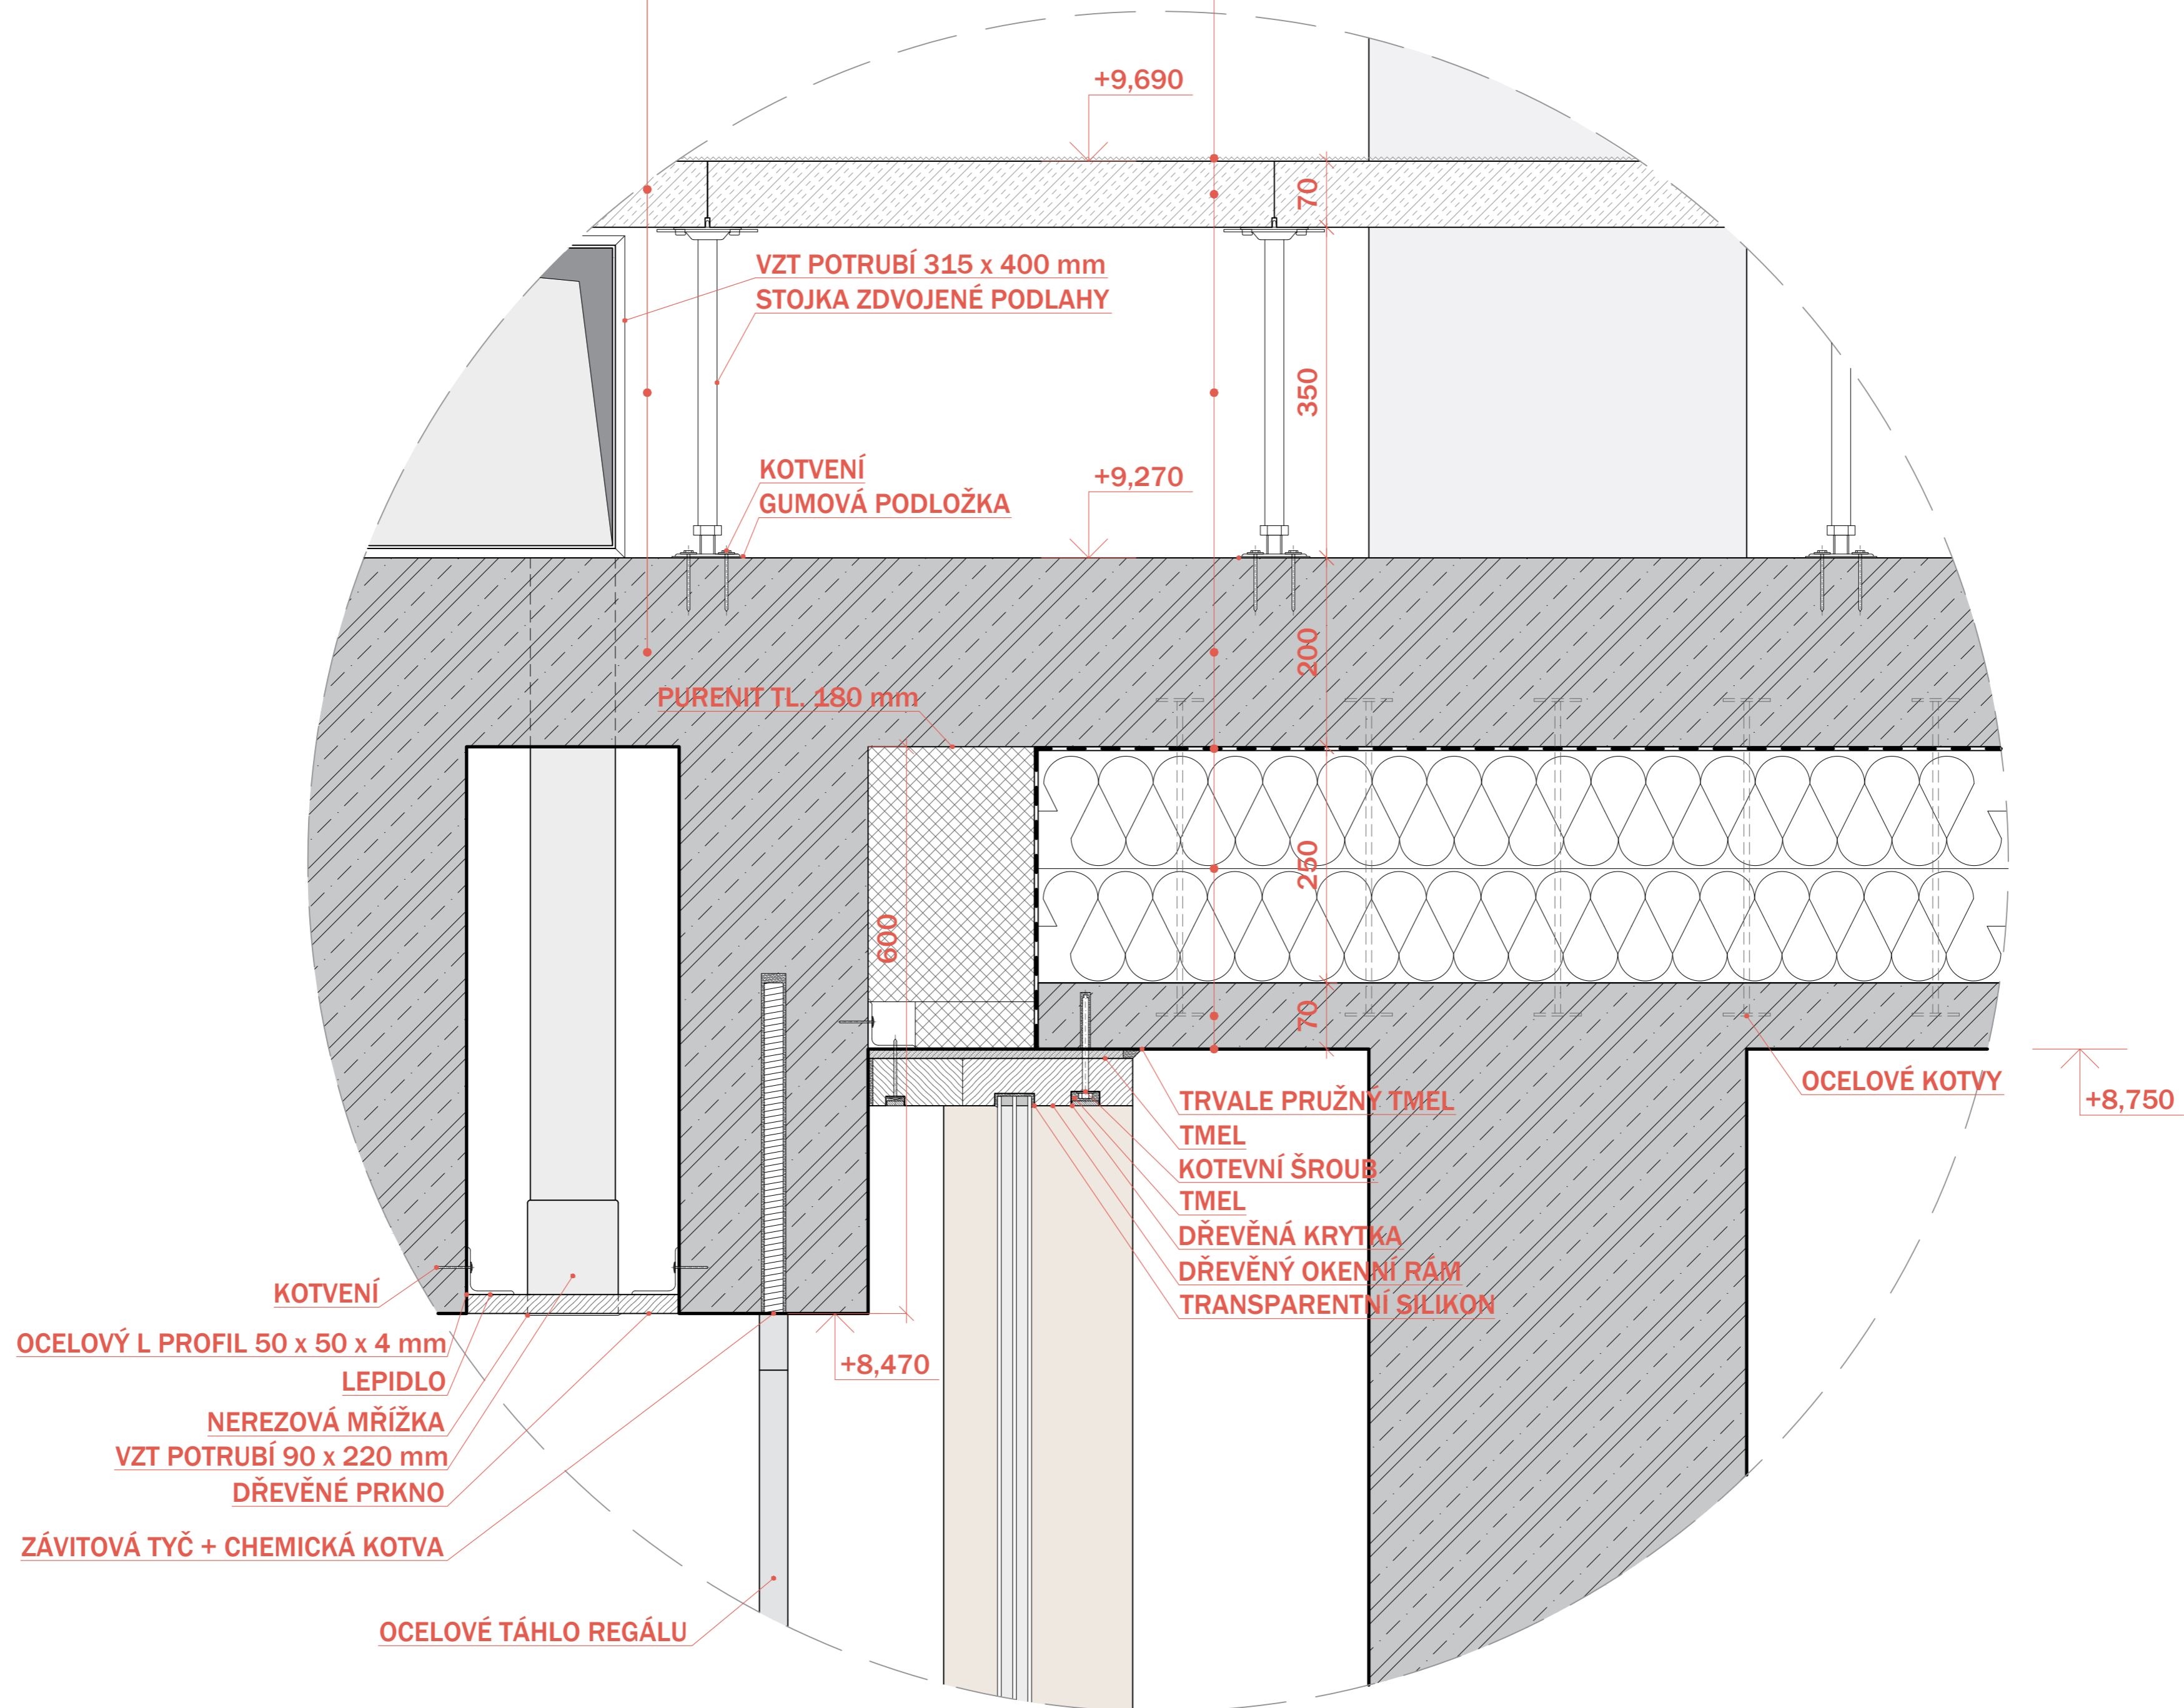 +9,690
70
VZT POTRUBÍ 315 x 400 mm
STOJKA ZDVOJENÉ PODLAHY
350
KOTVENÍ
GUMOVÁ PODLOŽKA
+9,270
200
PURENIT TL. 180 mm
250
600
70
OCELOVÉ KOTVY
+8,750
TRVALE PRUŽNÝ TMEL
TMEL
KOTEVNÍ ŠROUB
TMEL
DŘEVĚNÁ KRYTKA
DŘEVĚNÝ OKENNÍ RÁM
TRANSPARENTNÍ SILIKON
KOTVENÍ
OCELOVÝ L PROFIL 50 x 50 x 4 mm
LEPIDLO
+8,470
NEREZOVÁ MŘÍŽKA
VZT POTRUBÍ 90 x 220 mm
DŘEVĚNÉ PRKNO
ZÁVITOVÁ TYČ + CHEMICKÁ KOTVA
OCELOVÉ TÁHLO REGÁLU